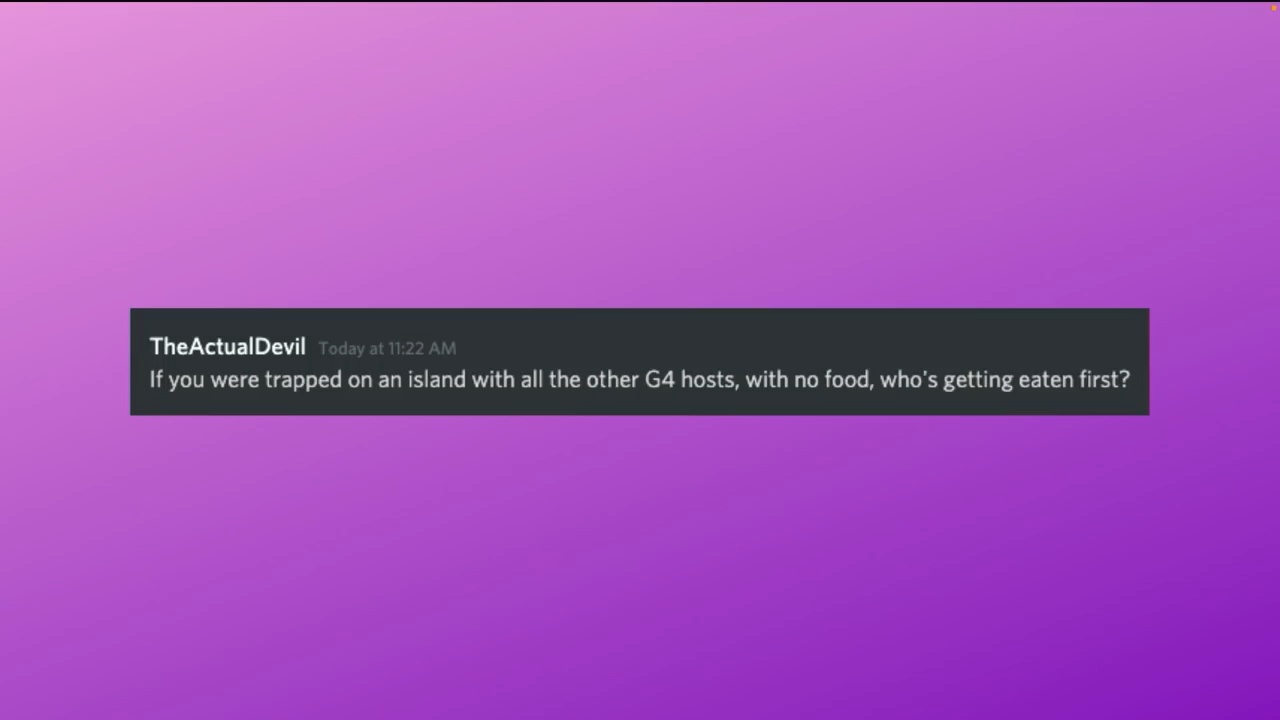 TheActualDevil Today at 11:22 AM
If you were trapped on an island with all the other G4 hosts, with no food, who's getting eaten first?